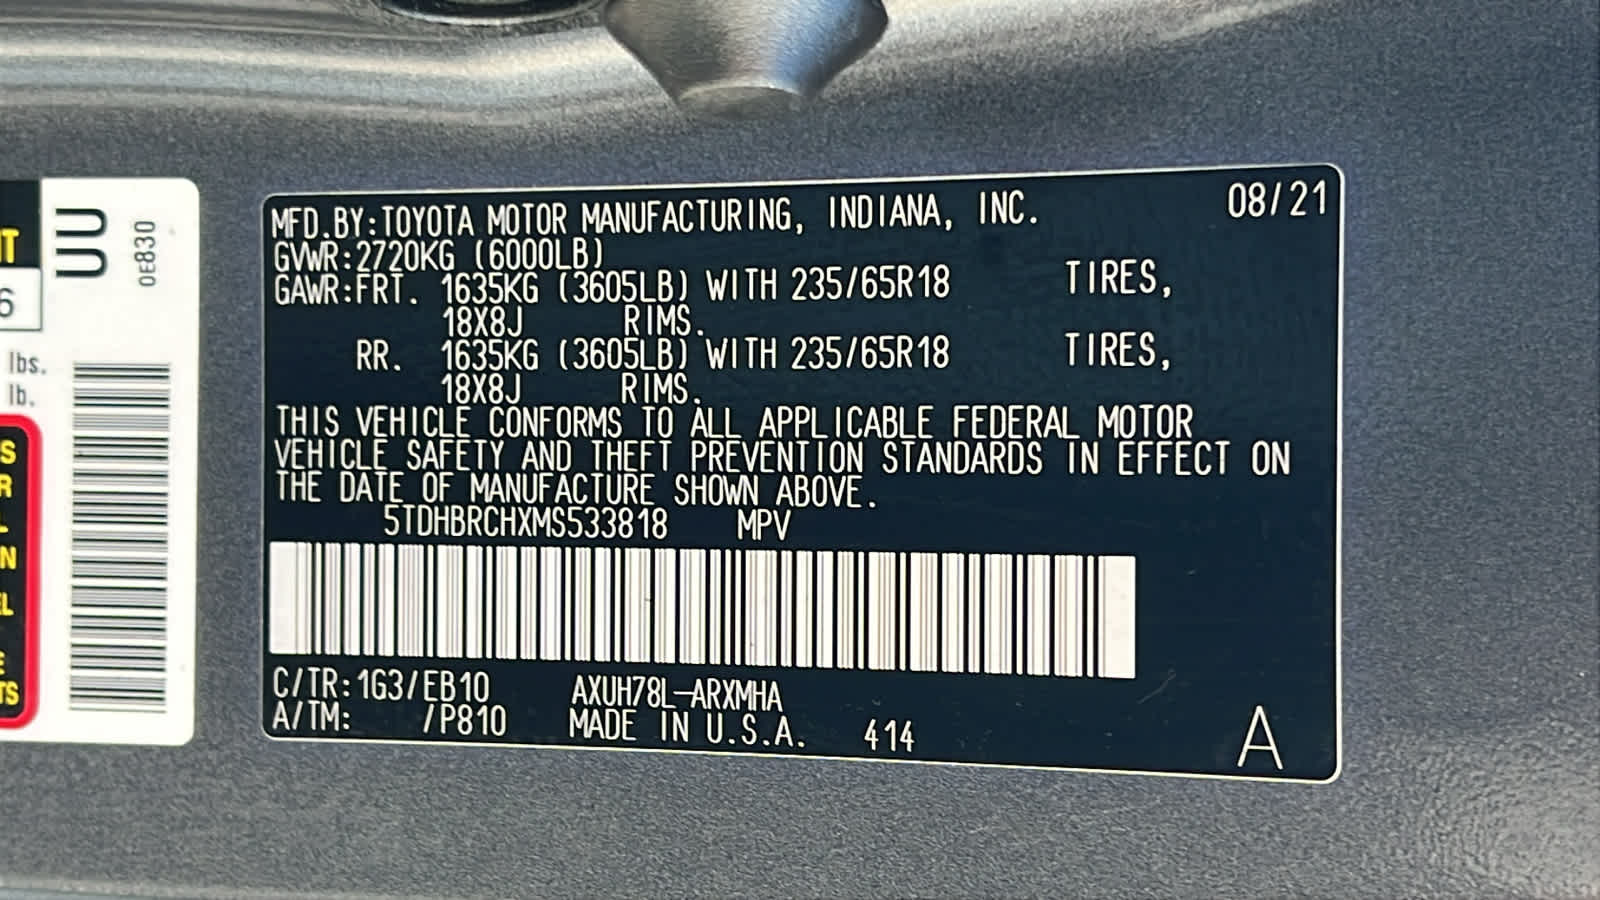 MFD.BY:TOYOTA MOTOR MANUFACTURING, INDIANA, INC. 08/21
GVWR:2720KG (6000LB)
GAWR:FRT. 1635KG (3605LB) WITH 235/65R18 TIRES,
18X8J RIMS.
RR. 1635KG (3605LB) WITH 235/65R18 TIRES,
18X8J RIMS.
THIS VEHICLE CONFORMS TO ALL APPLICABLE FEDERAL MOTOR
VEHICLE SAFETY AND THEFT PREVENTION STANDARDS IN EFFECT ON
THE DATE OF MANUFACTURE SHOWN ABOVE.
5TDHBRCHXMS533818 MPV
C/TR:1G3/EB10 AXUH78L-ARXMHA
A/TM: /P810 MADE IN U.S.A. 414 A
UU
0E830
6
lbs.
lb.